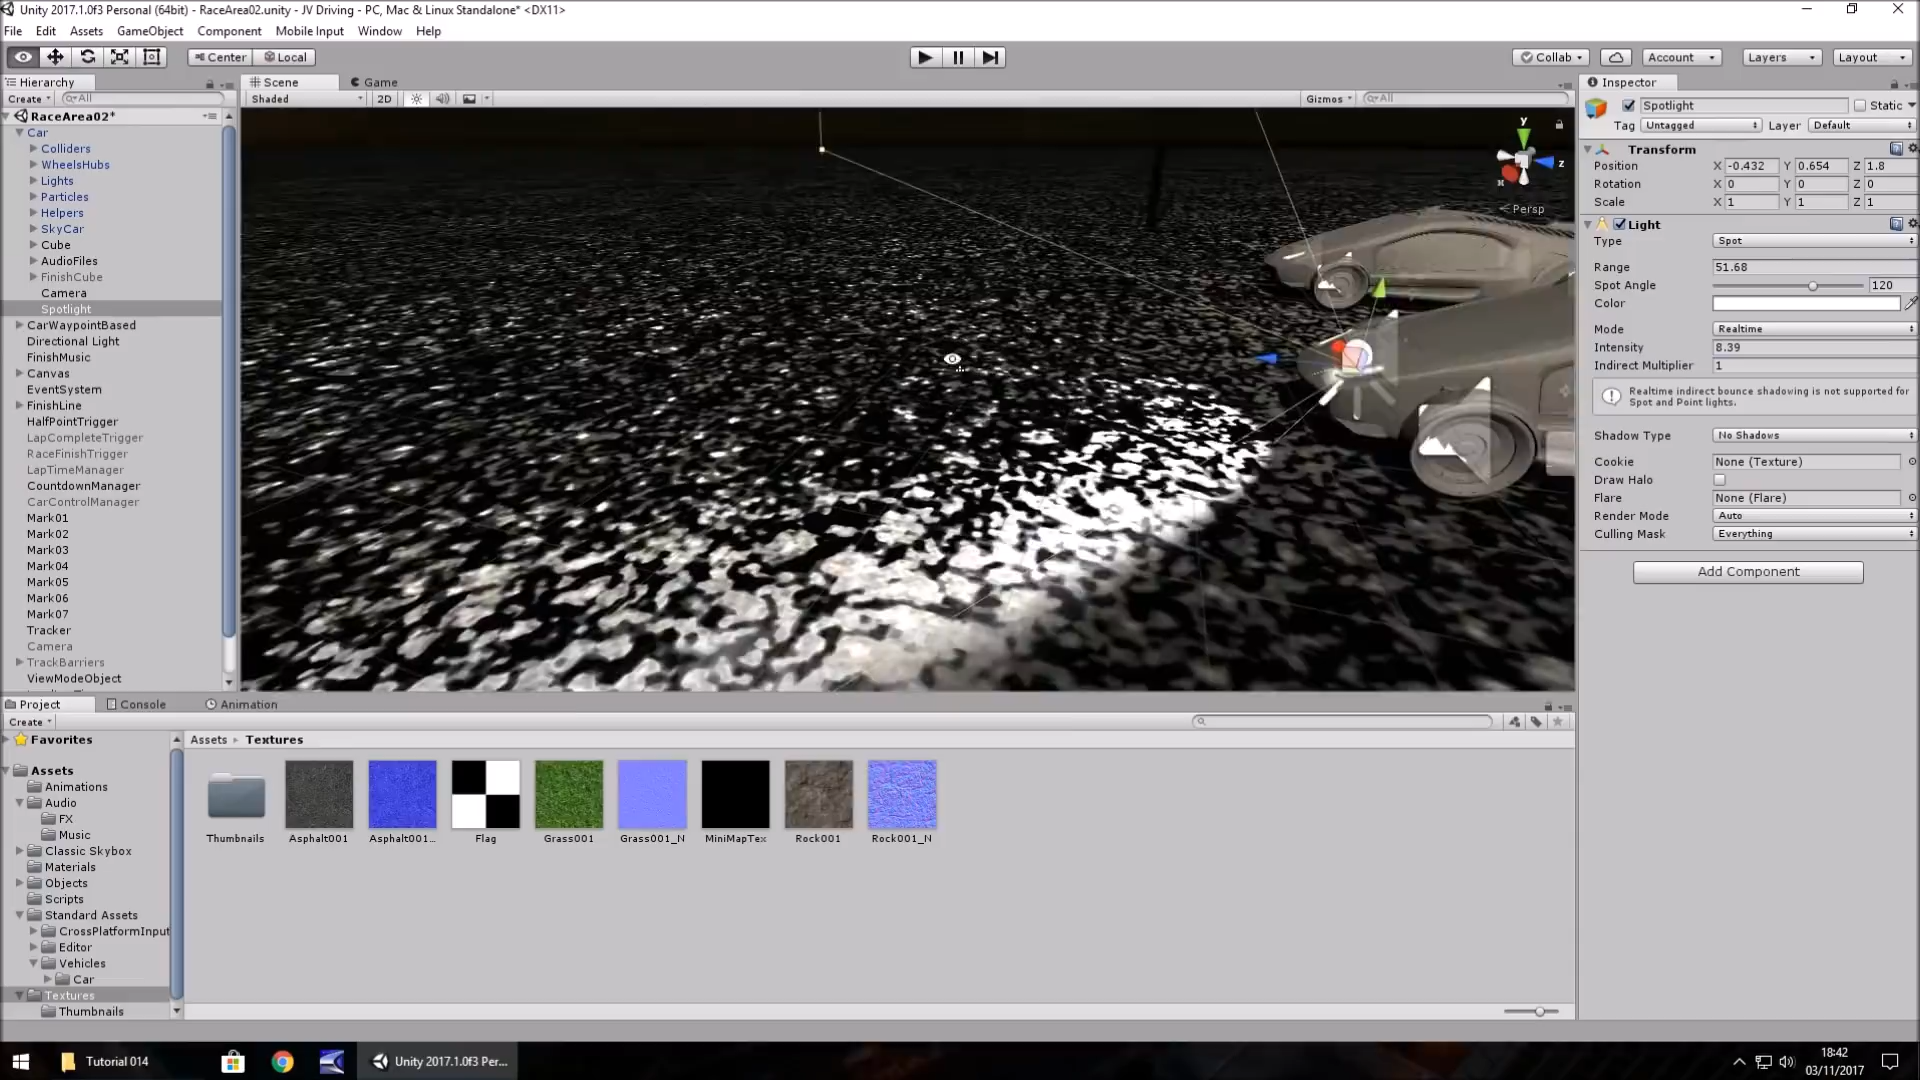 Unity 2017.1.0f3 Personal (64bit) - RaceArea02.unity - JV Driving - PC, Mac & Linux Standalone* <DX11>
File Edit Assets GameObject Component Mobile Input Window Help
Center Local Collab Account Layers Layout
Hierarchy
Create All
RaceArea02*
Car
Colliders
WheelsHubs
Lights
Particles
Helpers
SkyCar
Cube
AudioFiles
FinishCube
Camera
Spotlight
CarWaypointBased
Directional Light
FinishMusic
Canvas
EventSystem
FinishLine
HalfPointTrigger
LapCompleteTrigger
RaceFinishTrigger
LapTimeManager
CountdownManager
CarControlManager
Mark01
Mark02
Mark03
Mark04
Mark05
Mark06
Mark07
Tracker
Camera
TrackBarriers
ViewModeObject
Scene Game
Shaded 2D Gizmos All
y
z
x
Persp
Inspector
Spotlight Static
Tag Untagged Layer Default
Transform
Position X -0.432 Y 0.654 Z 1.8
Rotation X 0 Y 0 Z 0
Scale X 1 Y 1 Z 1
Light
Type Spot
Range 51.68
Spot Angle 120
Color
Mode Realtime
Intensity 8.39
Indirect Multiplier 1
Realtime indirect bounce shadowing is not supported for
Spot and Point lights.
Shadow Type No Shadows
Cookie None (Texture)
Draw Halo
Flare None (Flare)
Render Mode Auto
Culling Mask Everything
Add Component
Project Console Animation
Create
Favorites
Assets
Animations
Audio
FX
Music
Classic Skybox
Materials
Objects
Scripts
Standard Assets
CrossPlatformInput
Editor
Vehicles
Car
Textures
Thumbnails
Assets Textures
Thumbnails Asphalt001 Asphalt001... Flag Grass001 Grass001_N MiniMapTex Rock001 Rock001_N
Tutorial 014
Unity 2017.1.0f3 Per...
18:42
03/11/2017